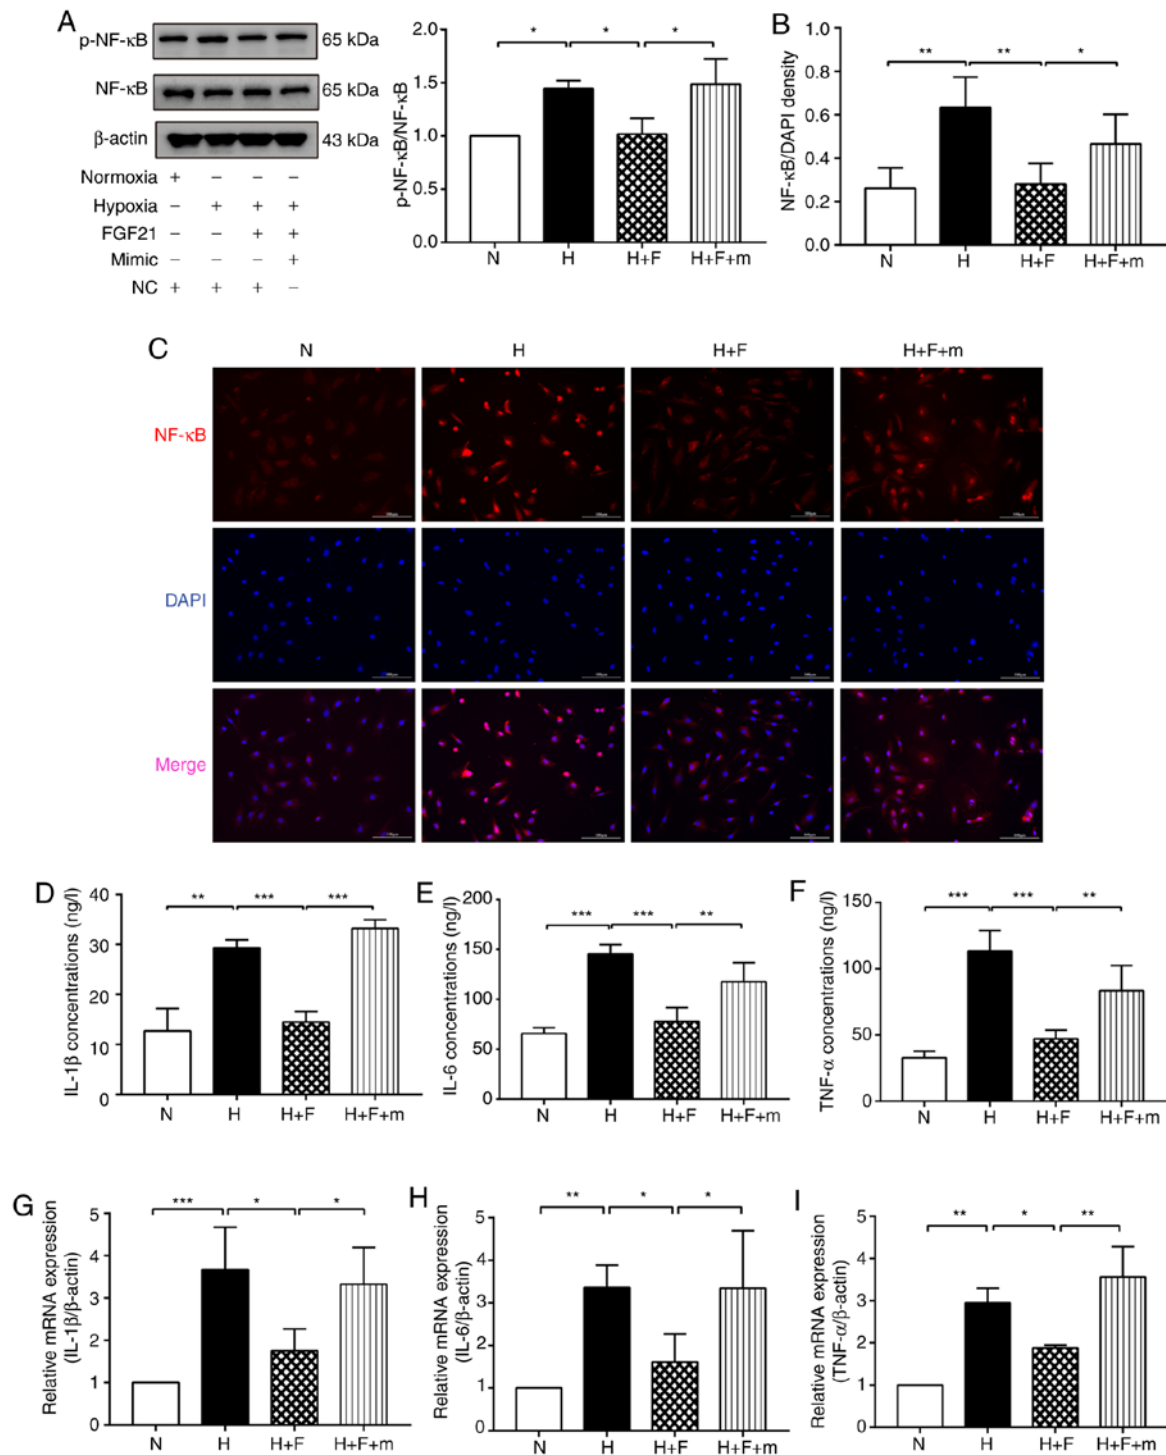 A
p-NF-κB 65 kDa
NF-κB 65 kDa
β-actin 43 kDa
Normoxia + – – –
Hypoxia – + + +
FGF21 – – + +
Mimic – – – +
NC + + + –
p-NF-κB/NF-κB
2.0
1.5
1.0
0.5
0.0
* * *
N H H+F H+F+m
B
NF-κB/DAPI density
0.8
0.6
0.4
0.2
0.0
** ** *
N H H+F H+F+m
C
N H H+F H+F+m
NF-κB
DAPI
Merge
D
IL-1β concentrations (ng/l)
40
30
20
10
0
** *** ***
N H H+F H+F+m
E
IL-6 concentrations (ng/l)
200
150
100
50
0
*** *** **
N H H+F H+F+m
F
TNF-α concentrations (ng/l)
150
100
50
0
*** *** **
N H H+F H+F+m
G
Relative mRNA expression
(IL-1β/β-actin)
5
4
3
2
1
0
*** * *
N H H+F H+F+m
H
Relative mRNA expression
(IL-6/β-actin)
5
4
3
2
1
0
** * *
N H H+F H+F+m
I
Relative mRNA expression
(TNF-α/β-actin)
5
4
3
2
1
0
** * **
N H H+F H+F+m